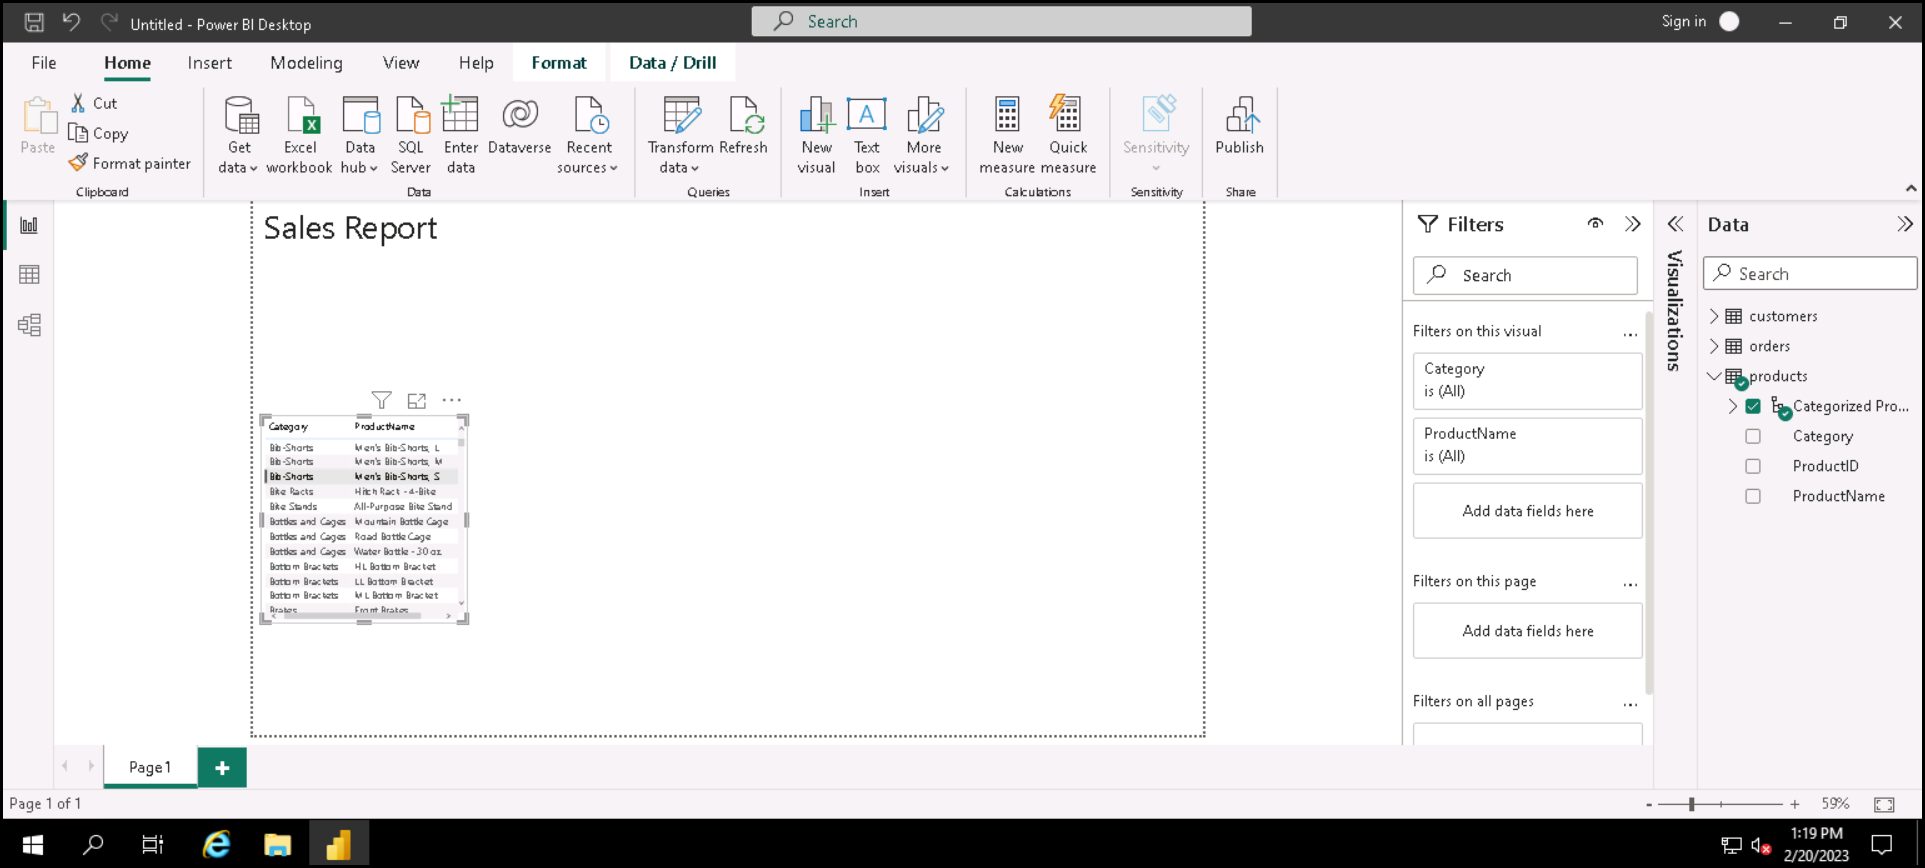 Untitled - Power BI Desktop
Search
Sign in
File Home Insert Modeling View Help Format Data / Drill
Paste
Cut
Copy
Format painter
Clipboard
Get data
Excel workbook
Data hub
SQL Server
Enter data
Dataverse
Recent sources
Data
Transform data
Refresh
Queries
New visual
Text box
More visuals
Insert
New measure
Quick measure
Calculations
Sensitivity
Sensitivity
Publish
Share
Sales Report
Category ProductName
Bib-Shorts Men's Bib-Shorts, L
Bib-Shorts Men's Bib-Shorts, M
Bib-Shorts Men's Bib-Shorts, S
Bike Racks Hitch Rack - 4-Bike
Bike Stands All-Purpose Bike Stand
Bottles and Cages Mountain Bottle Cage
Bottles and Cages Road Bottle Cage
Bottles and Cages Water Bottle - 30 oz.
Bottom Brackets HL Bottom Bracket
Bottom Brackets LL Bottom Bracket
Bottom Brackets ML Bottom Bracket
Brakes Front Brakes
Filters
Search
Filters on this visual ...
Category
is (All)
ProductName
is (All)
Add data fields here
Filters on this page ...
Add data fields here
Filters on all pages ...
Visualizations
Data
Search
customers
orders
products
Categorized Pro...
Category
ProductID
ProductName
Page 1
Page 1 of 1
- + 59%
1:19 PM
2/20/2023